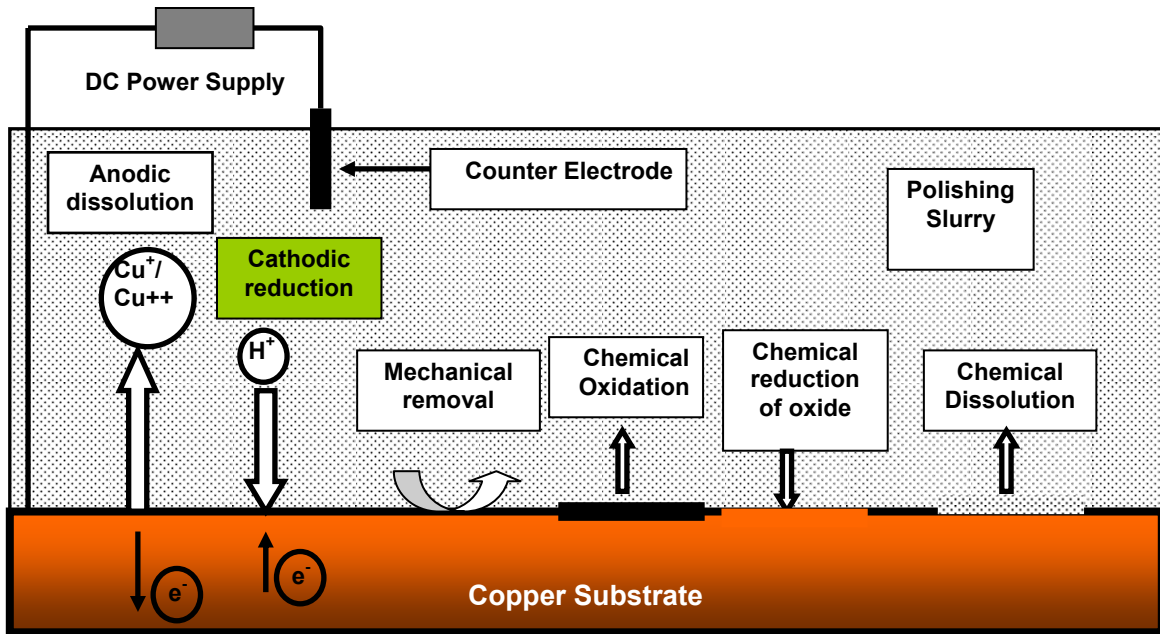 DC Power Supply
Anodic
dissolution
Counter Electrode
Polishing
Slurry
Cu⁺/
Cu++
Cathodic
reduction
H⁺
Mechanical
removal
Chemical
Oxidation
Chemical
reduction
of oxide
Chemical
Dissolution
e⁻
e⁻
Copper Substrate